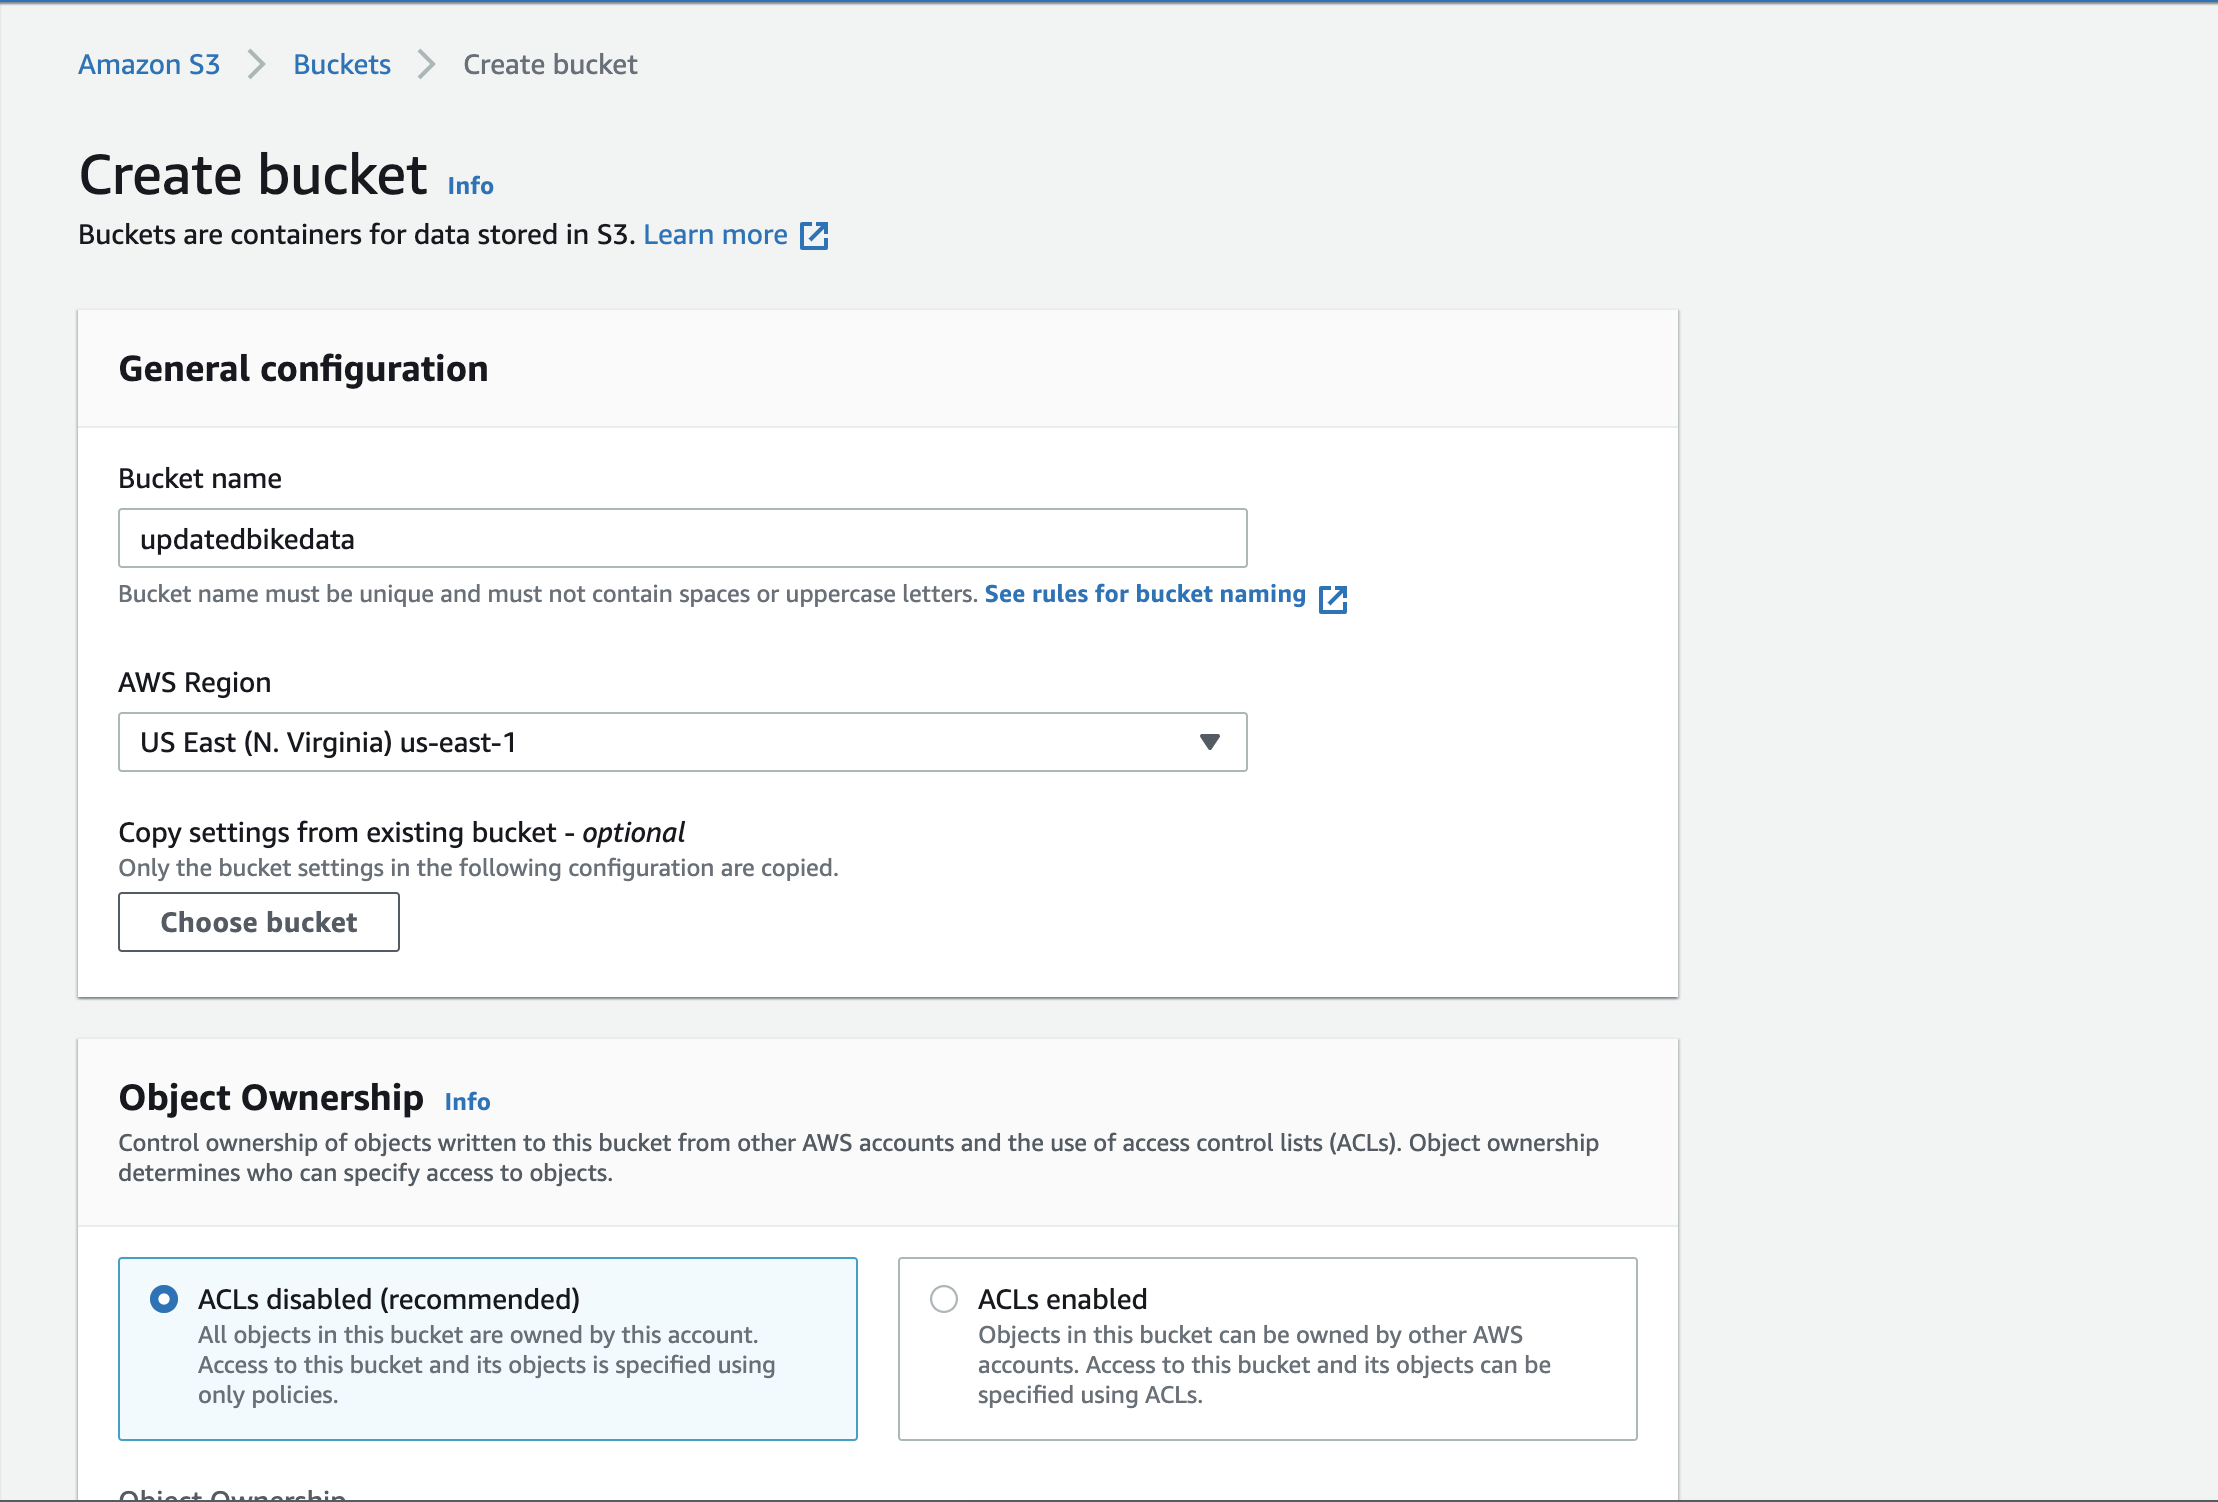 Amazon S3 > Buckets > Create bucket
Create bucket Info
Buckets are containers for data stored in S3. Learn more
General configuration
Bucket name
updatedbikedata
Bucket name must be unique and must not contain spaces or uppercase letters. See rules for bucket naming
AWS Region
US East (N. Virginia) us-east-1
Copy settings from existing bucket - optional
Only the bucket settings in the following configuration are copied.
Choose bucket
Object Ownership Info
Control ownership of objects written to this bucket from other AWS accounts and the use of access control lists (ACLs). Object ownership
determines who can specify access to objects.
ACLs disabled (recommended)
All objects in this bucket are owned by this account.
Access to this bucket and its objects is specified using
only policies.
ACLs enabled
Objects in this bucket can be owned by other AWS
accounts. Access to this bucket and its objects can be
specified using ACLs.
Object Ownership